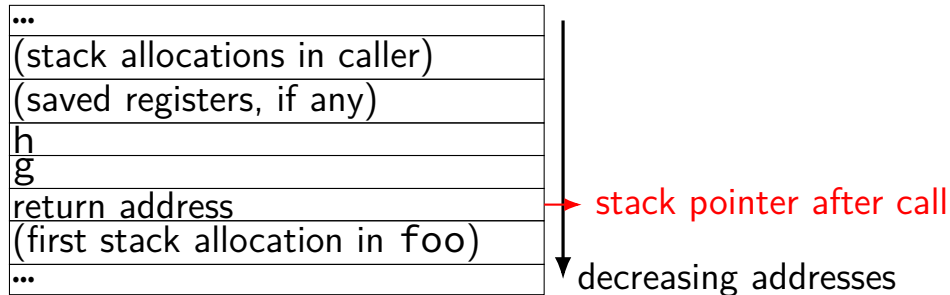 ...
(stack allocations in caller)
(saved registers, if any)
h
g
return address
stack pointer after call
(first stack allocation in foo)
...
decreasing addresses